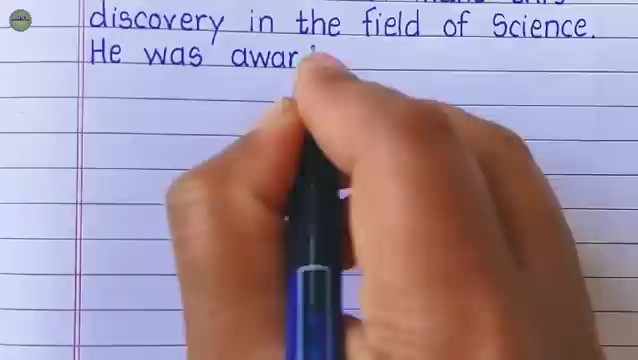 discovery in the field of Science.
He was awar